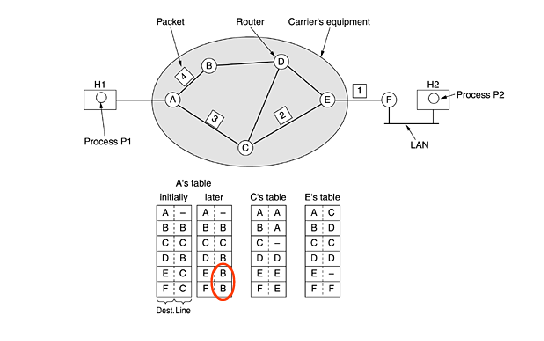 Packet Router Carrier's equipment
H1 H2
Process P1
Process P2
LAN
A B C D E F
4 3 2 1
A's table
initially later C's table E's table
A – A – A A A C
B B B B B A B D
C C C C C – C C
D B D B D D D D
E C E B E E E –
F C F B F E F F
Dest. Line